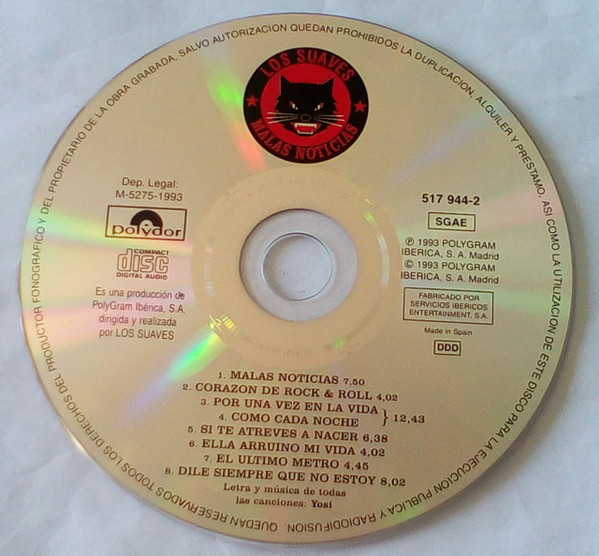 QUEDAN RESERVADOS TODOS LOS DERECHOS DEL PRODUCTOR FONOGRAFICO Y DEL PROPIETARIO DE LA OBRA GRABADA, SALVO AUTORIZACION QUEDAN PROHIBIDOS LA DUPLICACION, ALQUILER Y PRESTAMO, ASI COMO LA UTILIZACION DE ESTE DISCO PARA LA EJECUCION PUBLICA Y RADIODIFUSION.
LOS SUAVES
MALAS NOTICIAS
Dep. Legal:
M-5275-1993
polydor
COMPACT
disc
DIGITAL AUDIO
Es una producción de
PolyGram Ibérica, S.A.
dirigida y realizada
por LOS SUAVES
517 944-2
SGAE
℗ 1993 POLYGRAM
IBERICA, S. A. Madrid
© 1993 POLYGRAM
IBERICA, S. A. Madrid
FABRICADO POR
SERVICIOS IBERICOS
ENTERTAINMENT, S.A.
Made in Spain
DDD
1. MALAS NOTICIAS 7,50
2. CORAZON DE ROCK & ROLL 4,02
3. POR UNA VEZ EN LA VIDA
4. COMO CADA NOCHE } 12,43
5. SI TE ATREVES A NACER 6,38
6. ELLA ARRUINO MI VIDA 4,02
7. EL ULTIMO METRO 4,45
8. DILE SIEMPRE QUE NO ESTOY 8,02
Letra y música de todas
las canciones: Yosi